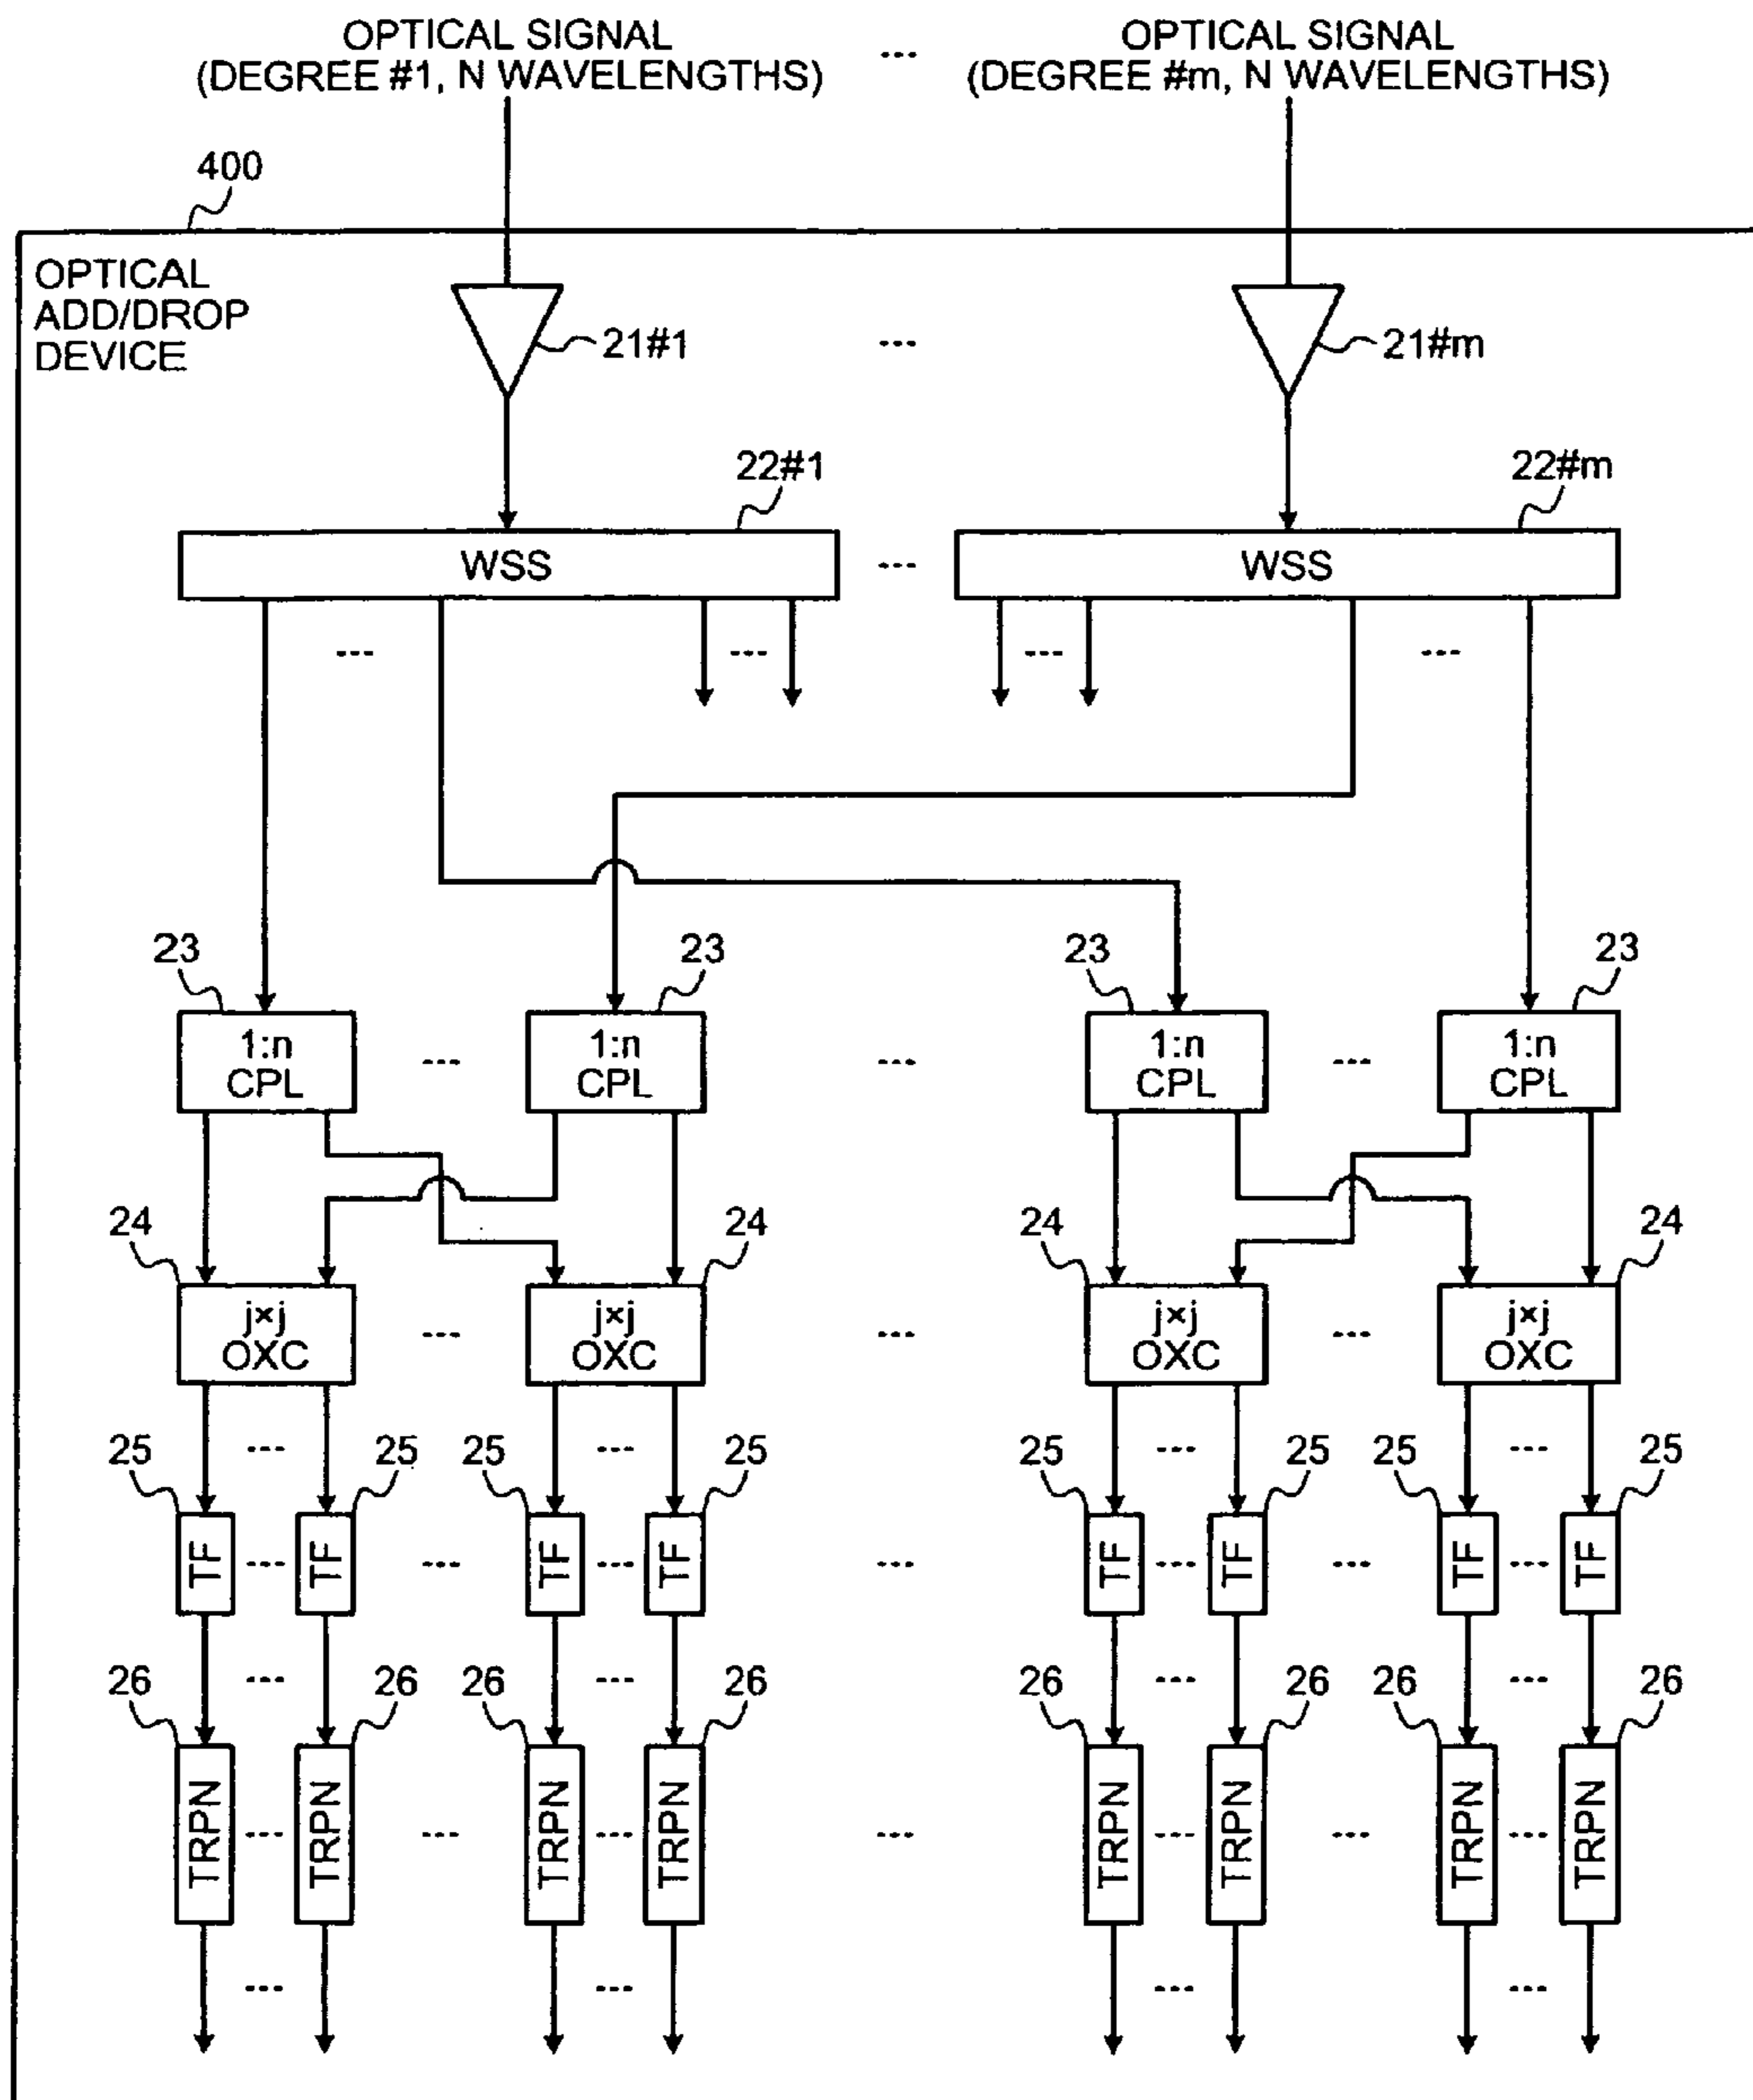 OPTICAL SIGNAL
(DEGREE #1, N WAVELENGTHS)
...
OPTICAL SIGNAL
(DEGREE #m, N WAVELENGTHS)
400
OPTICAL
ADD/DROP
DEVICE
21#1 ... 21#m
22#1 22#m
WSS ... WSS
... ... ... ...
23 23 23 23
1:n
CPL
...
1:n
CPL
...
1:n
CPL
...
1:n
CPL
24 24 24 24
j×j
OXC
...
j×j
OXC
...
j×j
OXC
...
j×j
OXC
... ... ... ...
25 25 25 25 25 25 25 25
TF ... TF ... TF ... TF ... TF ... TF ... TF ... TF
... ... ... ...
26 26 26 26 26 26 26 26
TRPN ... TRPN ... TRPN ... TRPN ... TRPN ... TRPN ... TRPN ... TRPN
... ... ... ...